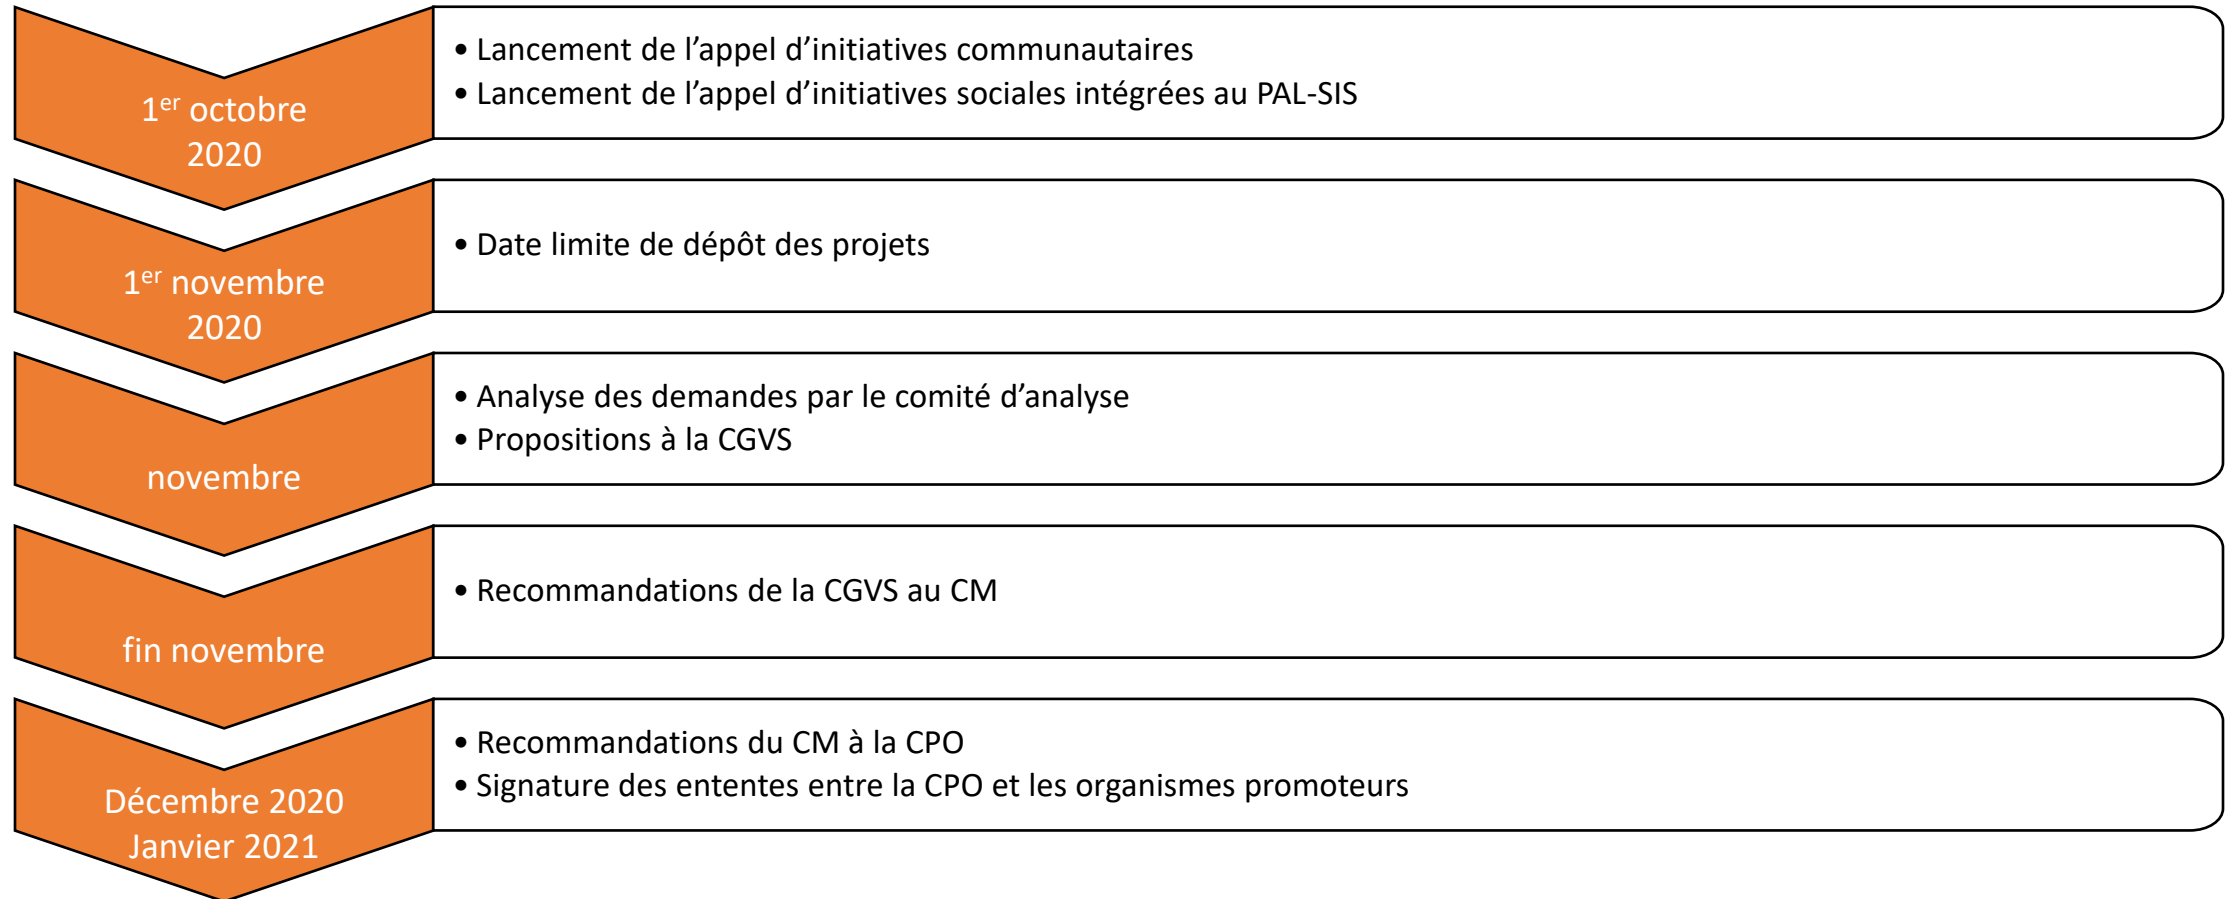 1er octobre
2020
• Lancement de l’appel d’initiatives communautaires
• Lancement de l’appel d’initiatives sociales intégrées au PAL-SIS
1er novembre
2020
• Date limite de dépôt des projets
novembre
• Analyse des demandes par le comité d’analyse
• Propositions à la CGVS
fin novembre
• Recommandations de la CGVS au CM
Décembre 2020
Janvier 2021
• Recommandations du CM à la CPO
• Signature des ententes entre la CPO et les organismes promoteurs